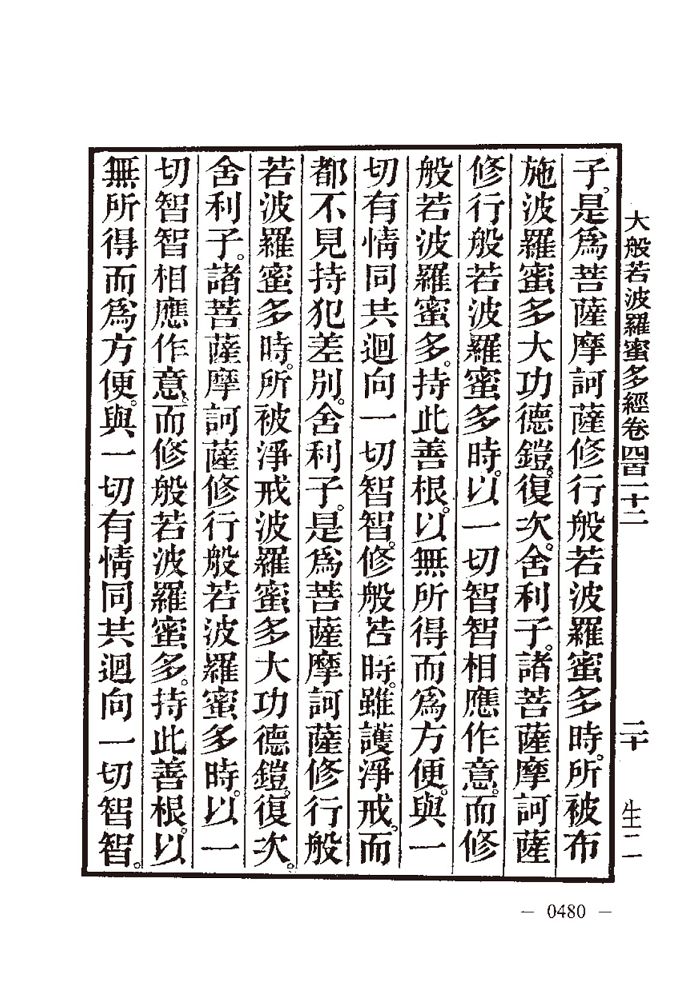 大般若波羅蜜多經卷四百二十二　二十　生二
子。是爲菩薩摩訶薩修行般若波羅蜜多時。所被布
施波羅蜜多大功德鎧。復次。舍利子。諸菩薩摩訶薩
修行般若波羅蜜多時。以一切智智相應作意。而修
般若波羅蜜多。持此善根。以無所得而爲方便。與一
切有情同共迴向一切智智。修般若時。雖護淨戒。而
都不見持犯差別。舍利子。是爲菩薩摩訶薩修行般
若波羅蜜多時。所被淨戒波羅蜜多大功德鎧。復次。
舍利子。諸菩薩摩訶薩修行般若波羅蜜多時。以一
切智智相應作意。而修般若波羅蜜多。持此善根。以
無所得而爲方便。與一切有情同共迴向一切智智。
— 0480 —